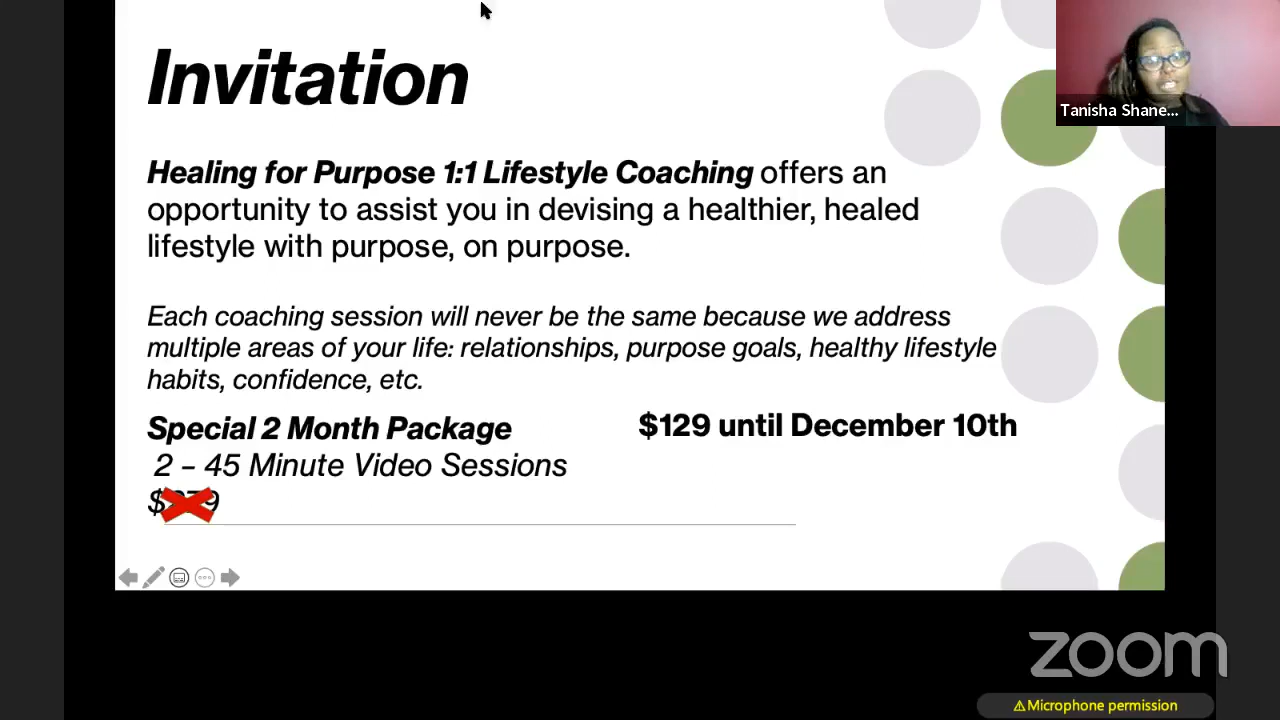 Invitation
Healing for Purpose 1:1 Lifestyle Coaching offers an
opportunity to assist you in devising a healthier, healed
lifestyle with purpose, on purpose.
Each coaching session will never be the same because we address
multiple areas of your life: relationships, purpose goals, healthy lifestyle
habits, confidence, etc.
Special 2 Month Package
$129 until December 10th
2 – 45 Minute Video Sessions
Tanisha Shane...
zoom
⚠Microphone permission